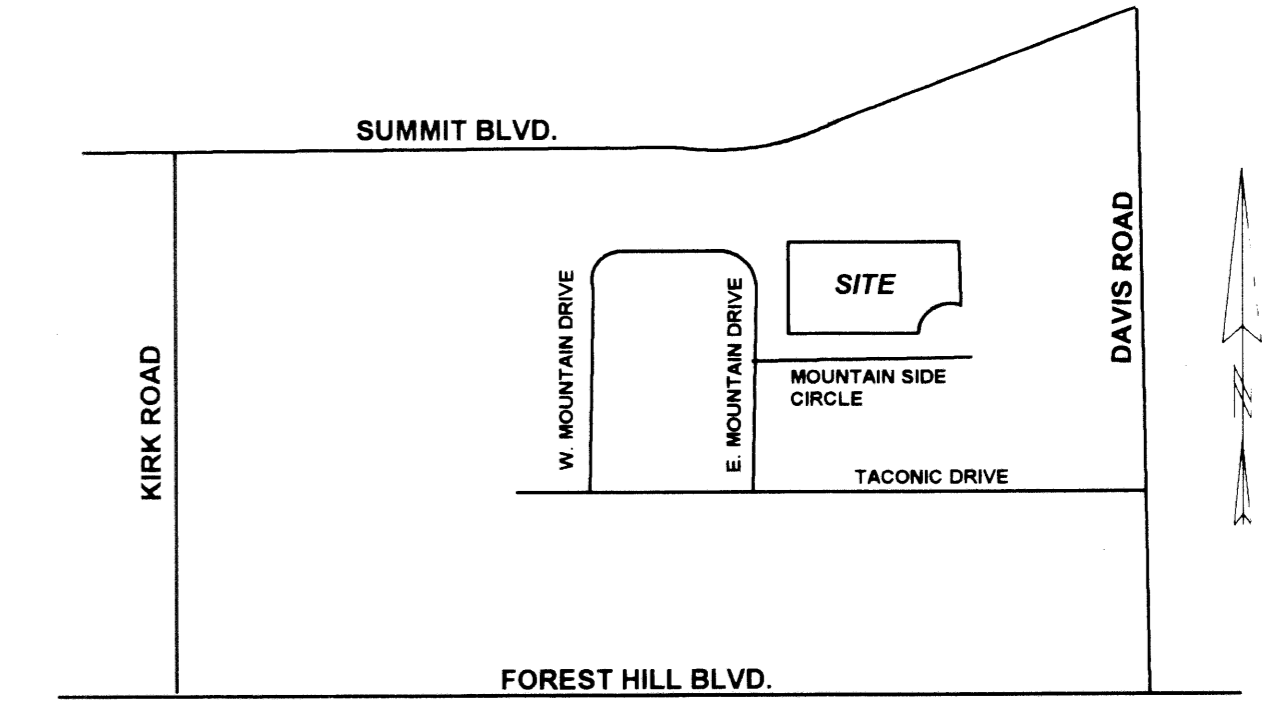 SUMMIT BLVD.
DAVIS ROAD
SITE
W. MOUNTAIN DRIVE
E. MOUNTAIN DRIVE
KIRK ROAD
MOUNTAIN SIDE
CIRCLE
N
TACONIC DRIVE
FOREST HILL BLVD.